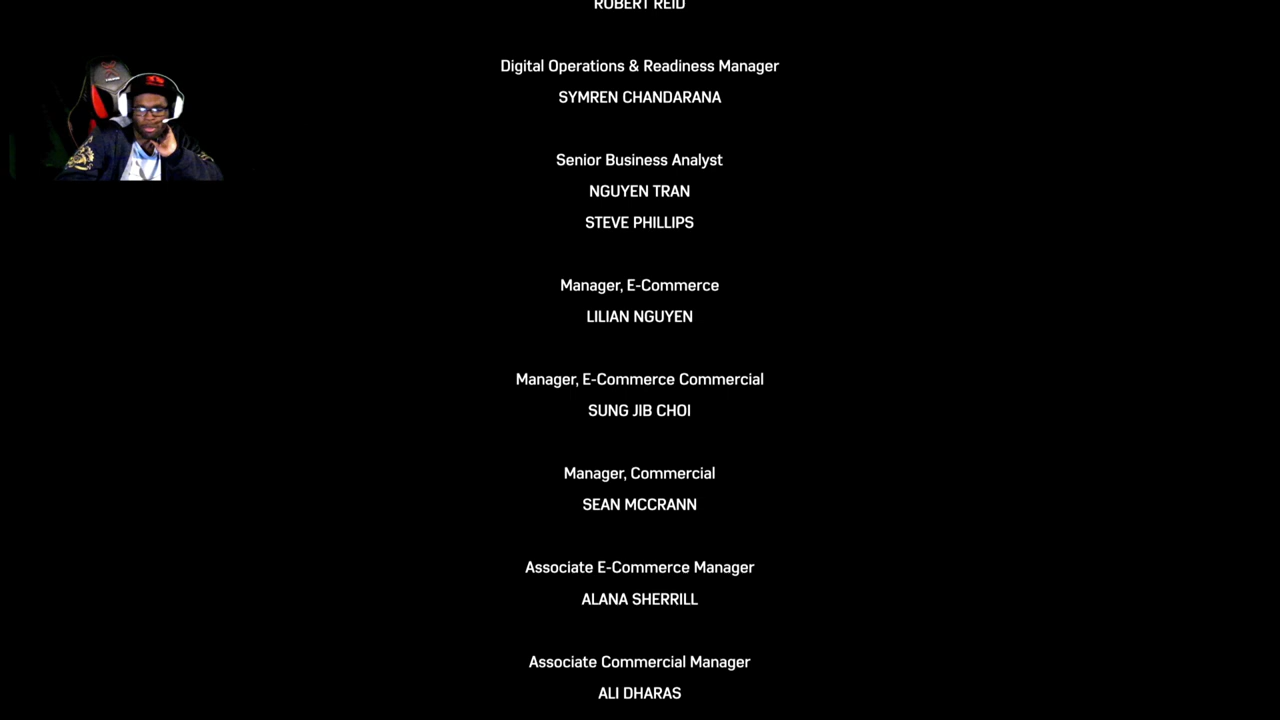 ROBERT REID
Digital Operations & Readiness Manager
SYMREN CHANDARANA
Senior Business Analyst
NGUYEN TRAN
STEVE PHILLIPS
Manager, E-Commerce
LILIAN NGUYEN
Manager, E-Commerce Commercial
SUNG JIB CHOI
Manager, Commercial
SEAN MCCRANN
Associate E-Commerce Manager
ALANA SHERRILL
Associate Commercial Manager
ALI DHARAS